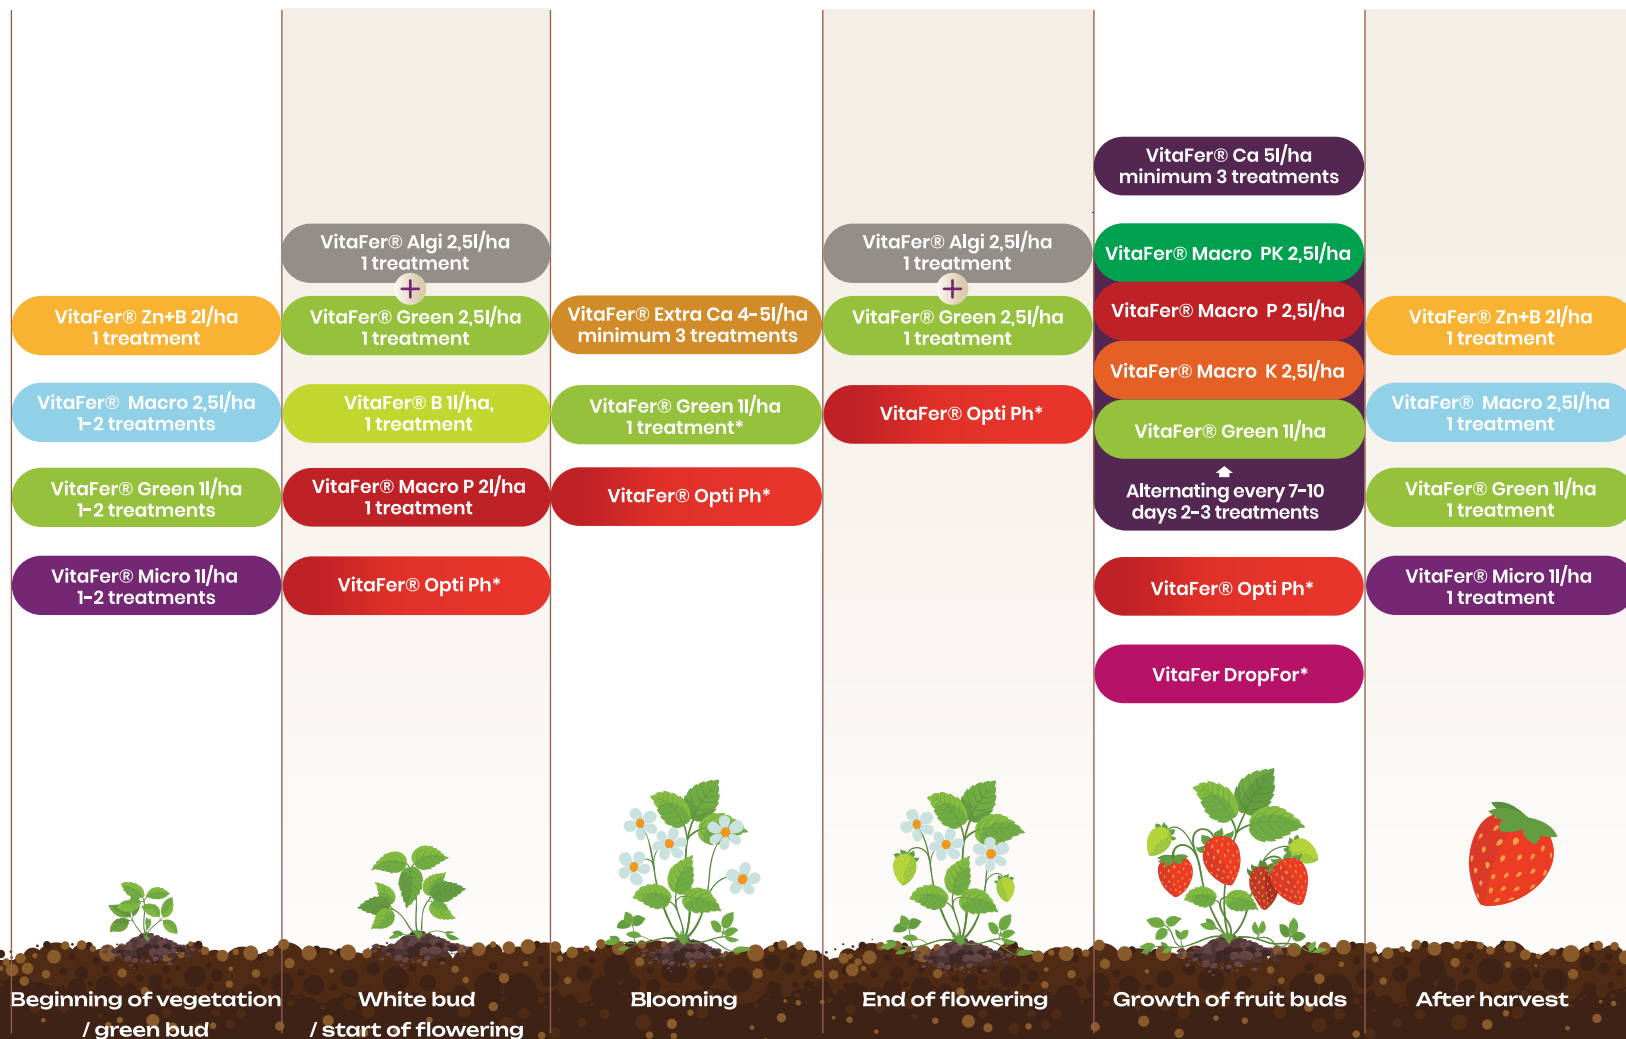 VitaFer® Zn+B 2l/ha
1 treatment
VitaFer® Macro 2,5l/ha
1-2 treatments
VitaFer® Green 1l/ha
1-2 treatments
VitaFer® Micro 1l/ha
1-2 treatments
Beginning of vegetation
/ green bud
VitaFer® Algi 2,5l/ha
1 treatment
+
VitaFer® Green 2,5l/ha
1 treatment
VitaFer® B 1l/ha,
1 treatment
VitaFer® Macro P 2l/ha
1 treatment
VitaFer® Opti Ph*
White bud
/ start of flowering
VitaFer® Extra Ca 4-5l/ha
minimum 3 treatments
VitaFer® Green 1l/ha
1 treatment*
VitaFer® Opti Ph*
Blooming
VitaFer® Algi 2,5l/ha
1 treatment
+
VitaFer® Green 2,5l/ha
1 treatment
VitaFer® Opti Ph*
End of flowering
VitaFer® Ca 5l/ha
minimum 3 treatments
VitaFer® Macro PK 2,5l/ha
VitaFer® Macro P 2,5l/ha
VitaFer® Macro K 2,5l/ha
VitaFer® Green 1l/ha
Alternating every 7-10
days 2-3 treatments
VitaFer® Opti Ph*
VitaFer DropFor*
Growth of fruit buds
VitaFer® Zn+B 2l/ha
1 treatment
VitaFer® Macro 2,5l/ha
1 treatment
VitaFer® Green 1l/ha
1 treatment
VitaFer® Micro 1l/ha
1 treatment
After harvest